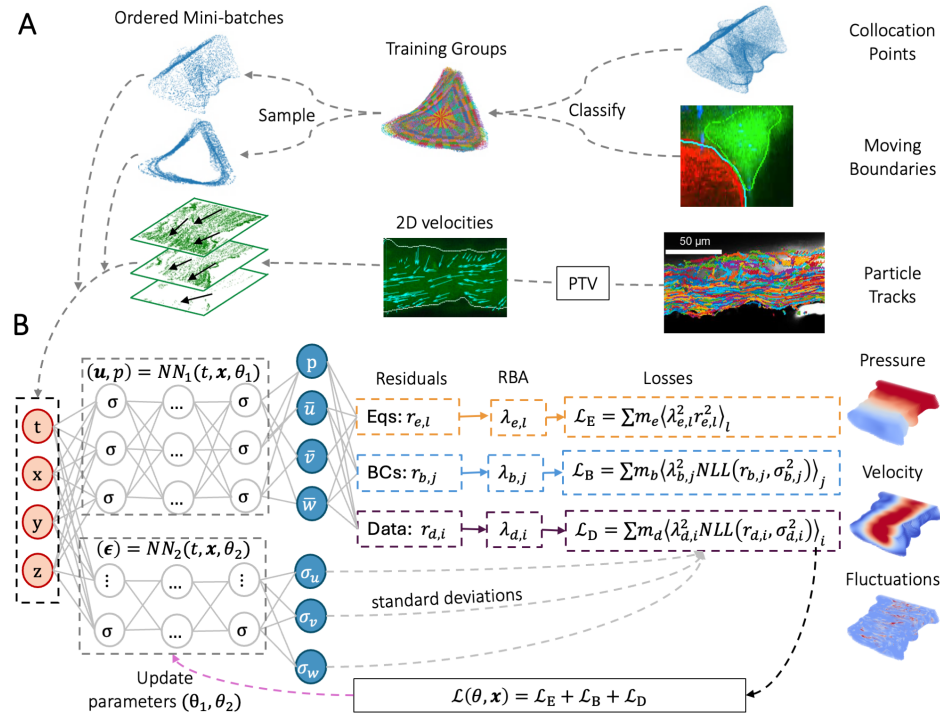 A
Ordered Mini-batches
Training Groups
Collocation
Points
Sample
Classify
Moving
Boundaries
2D velocities
50 µm
PTV
Particle
Tracks
B
(u, p) = NN₁(t, x, θ₁)
σ ... σ
σ ... σ
σ ... σ
t
x
y
z
(ϵ) = NN₂(t, x, θ₂)
⋮ ... ⋮
σ ... σ
p
ū
v̄
w̄
σᵤ
σᵥ
σ_w
Residuals RBA Losses
Eqs: r_{e,l} λ_{e,l} ℒ_E = ∑m_e⟨λ²_{e,l}r²_{e,l}⟩_l
BCs: r_{b,j} λ_{b,j} ℒ_B = ∑m_b⟨λ²_{b,j}NLL(r_{b,j}, σ²_{b,j})⟩_j
Data: r_{d,i} λ_{d,i} ℒ_D = ∑m_d⟨λ²_{d,i}NLL(r_{d,i}, σ²_{d,i})⟩_i
standard deviations
Pressure
Velocity
Fluctuations
Update
parameters (θ₁, θ₂)
ℒ(θ, x) = ℒ_E + ℒ_B + ℒ_D